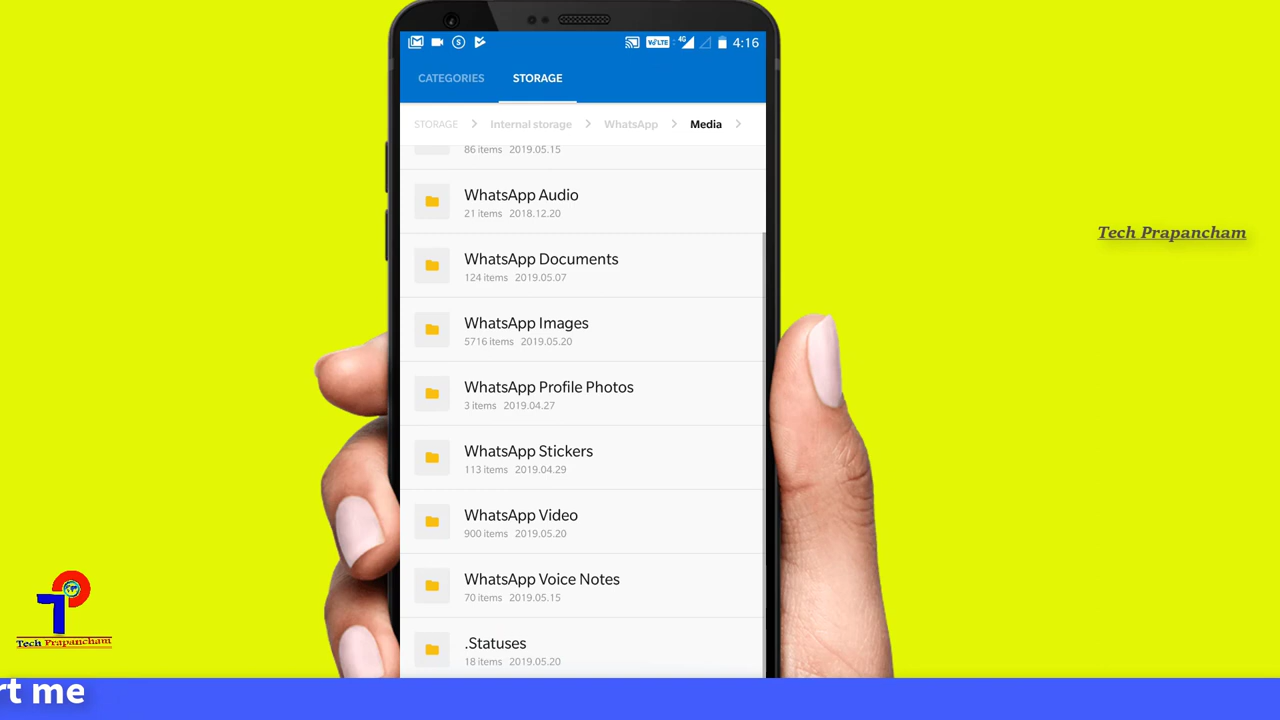 VoLTE 4G 4:16
CATEGORIES STORAGE
STORAGE > Internal storage > WhatsApp > Media >
86 items 2019.05.15
WhatsApp Audio
21 items 2018.12.20
WhatsApp Documents
124 items 2019.05.07
WhatsApp Images
5716 items 2019.05.20
WhatsApp Profile Photos
3 items 2019.04.27
WhatsApp Stickers
113 items 2019.04.29
WhatsApp Video
900 items 2019.05.20
WhatsApp Voice Notes
70 items 2019.05.15
.Statuses
18 items 2019.05.20
Tech Prapancham
Tech Prapancham
rt me